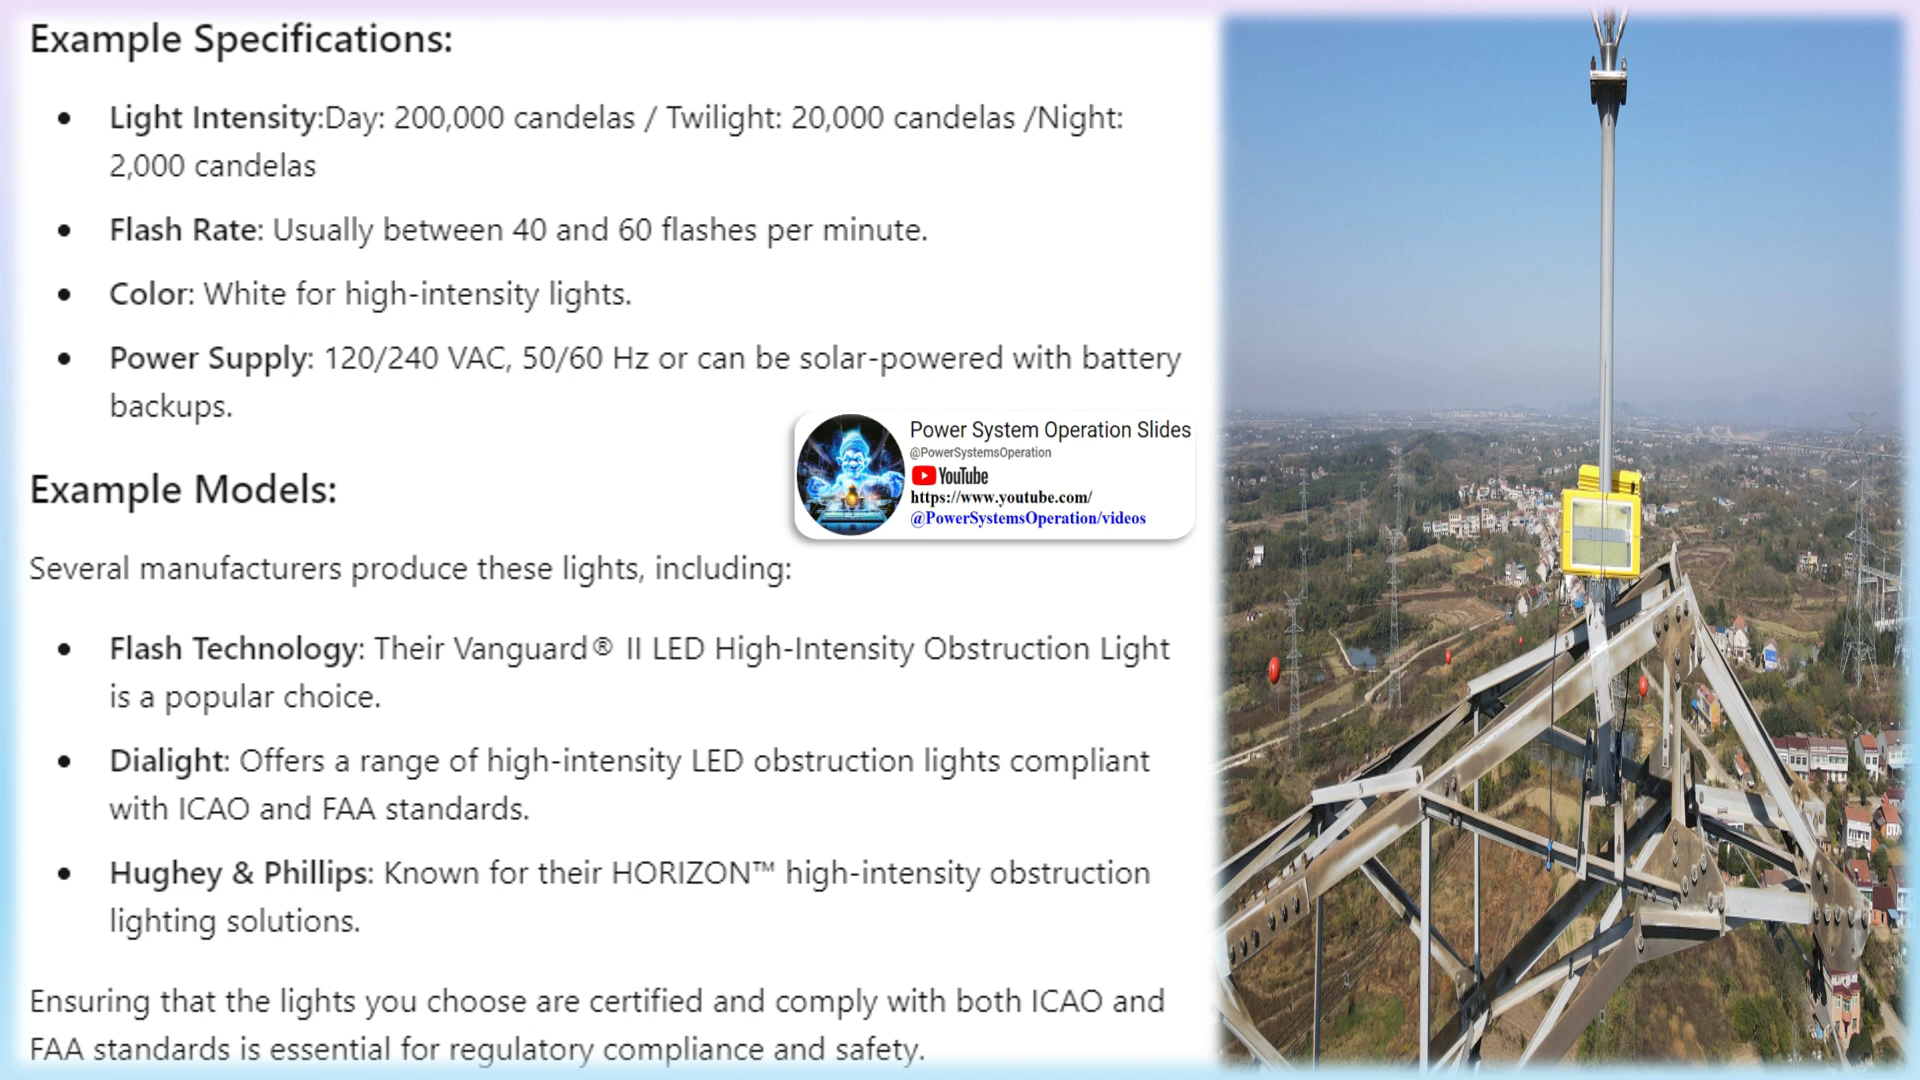 Example Specifications:
• Light Intensity:Day: 200,000 candelas / Twilight: 20,000 candelas /Night:
2,000 candelas
• Flash Rate: Usually between 40 and 60 flashes per minute.
• Color: White for high-intensity lights.
• Power Supply: 120/240 VAC, 50/60 Hz or can be solar-powered with battery
backups.
Power System Operation Slides
@PowerSystemsOperation
YouTube
https://www.youtube.com/
@PowerSystemsOperation/videos
Example Models:
Several manufacturers produce these lights, including:
• Flash Technology: Their Vanguard® II LED High-Intensity Obstruction Light
is a popular choice.
• Dialight: Offers a range of high-intensity LED obstruction lights compliant
with ICAO and FAA standards.
• Hughey & Phillips: Known for their HORIZON™ high-intensity obstruction
lighting solutions.
Ensuring that the lights you choose are certified and comply with both ICAO and
FAA standards is essential for regulatory compliance and safety.